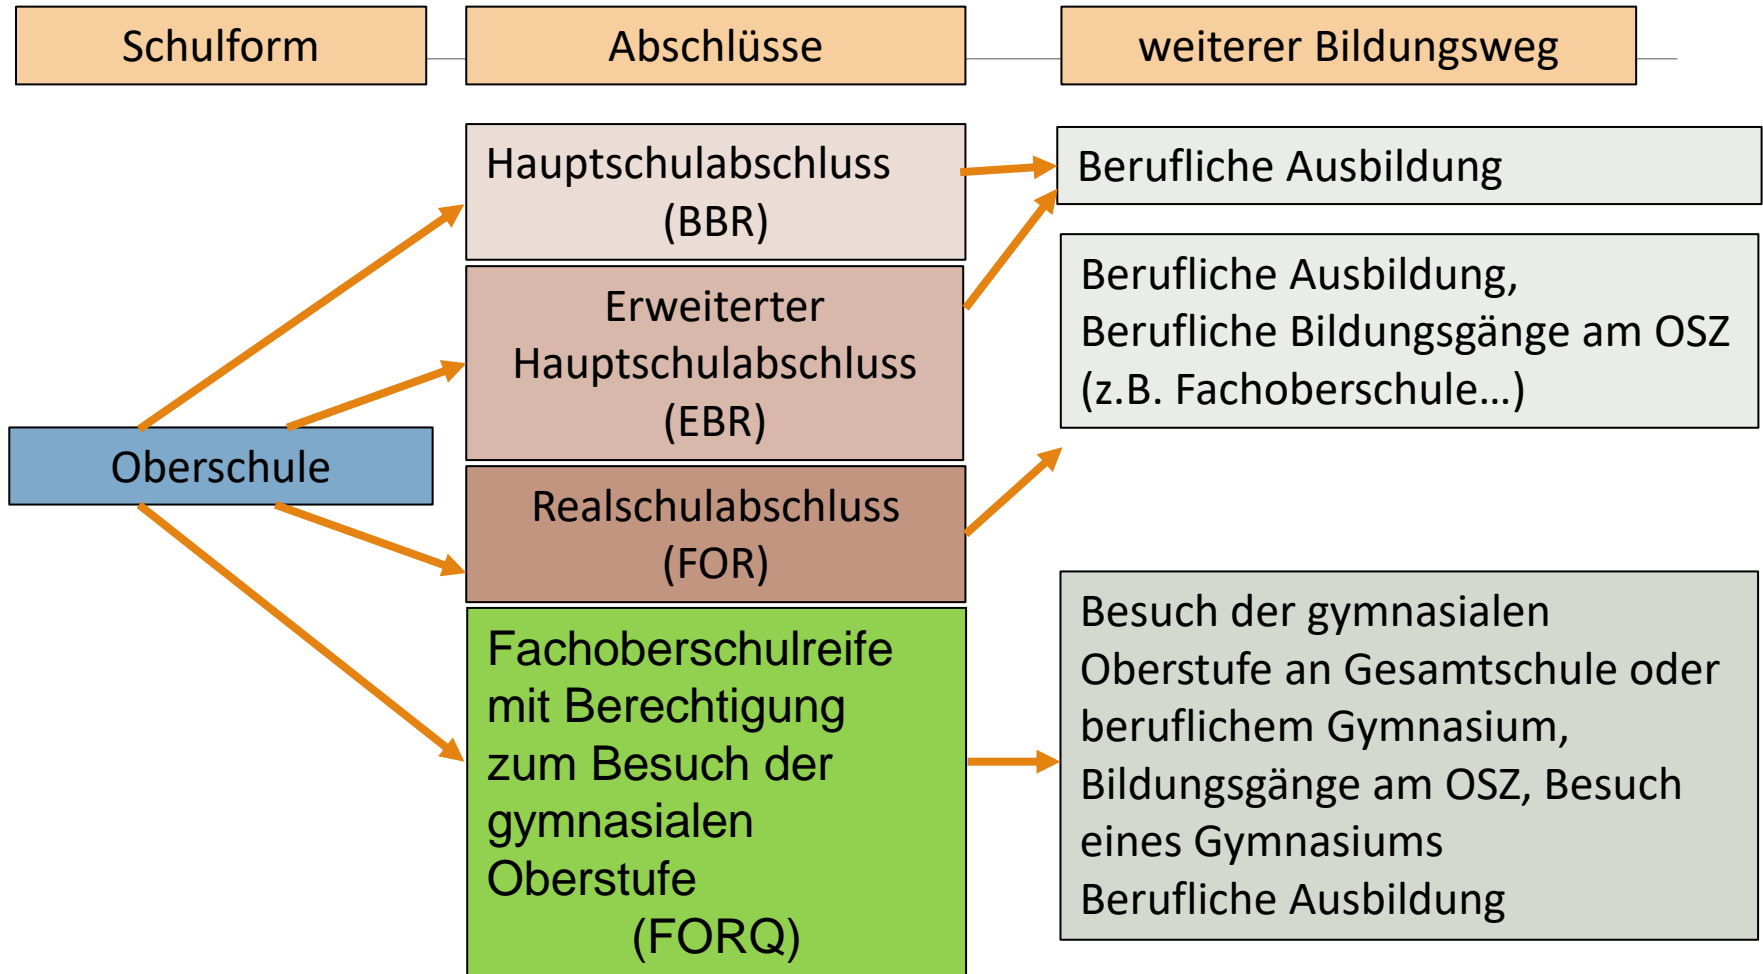 Schulform
Abschlüsse
weiterer Bildungsweg
Hauptschulabschluss
(BBR)
Berufliche Ausbildung
Erweiterter
Hauptschulabschluss
(EBR)
Berufliche Ausbildung,
Berufliche Bildungsgänge am OSZ
(z.B. Fachoberschule…)
Oberschule
Realschulabschluss
(FOR)
Fachoberschulreife
mit Berechtigung
zum Besuch der
gymnasialen
Oberstufe
(FORQ)
Besuch der gymnasialen
Oberstufe an Gesamtschule oder
beruflichem Gymnasium,
Bildungsgänge am OSZ, Besuch
eines Gymnasiums
Berufliche Ausbildung